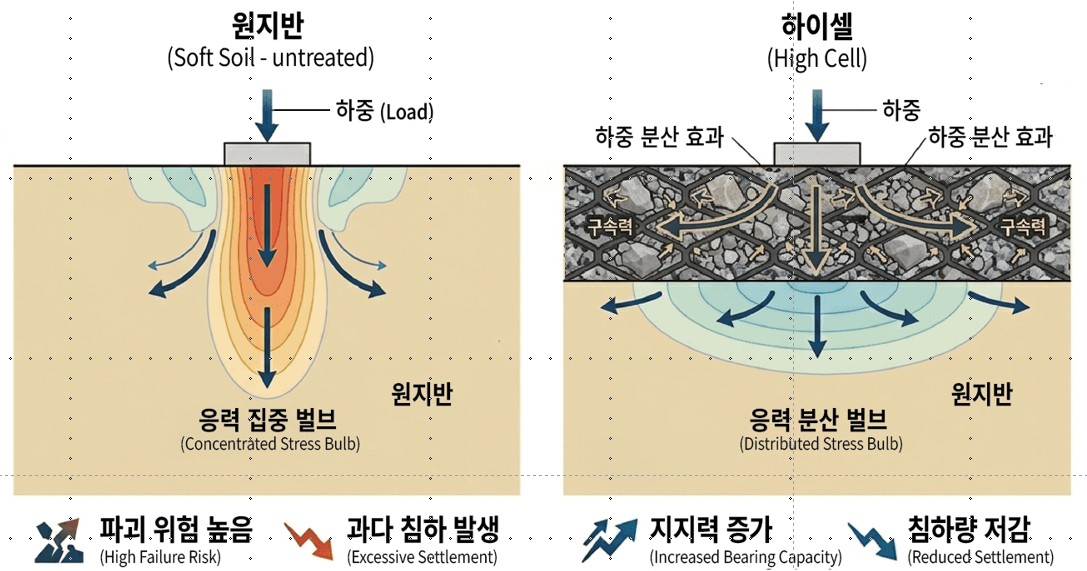 원지반
(Soft Soil - untreated)
하중 (Load)
응력 집중 벌브
(Concentrated Stress Bulb)
원지반
파괴 위험 높음
(High Failure Risk)
과다 침하 발생
(Excessive Settlement)
하이셀
(High Cell)
하중
하중 분산 효과
하중 분산 효과
구속력
구속력
원지반
응력 분산 벌브
(Distributed Stress Bulb)
지지력 증가
(Increased Bearing Capacity)
침하량 저감
(Reduced Settlement)